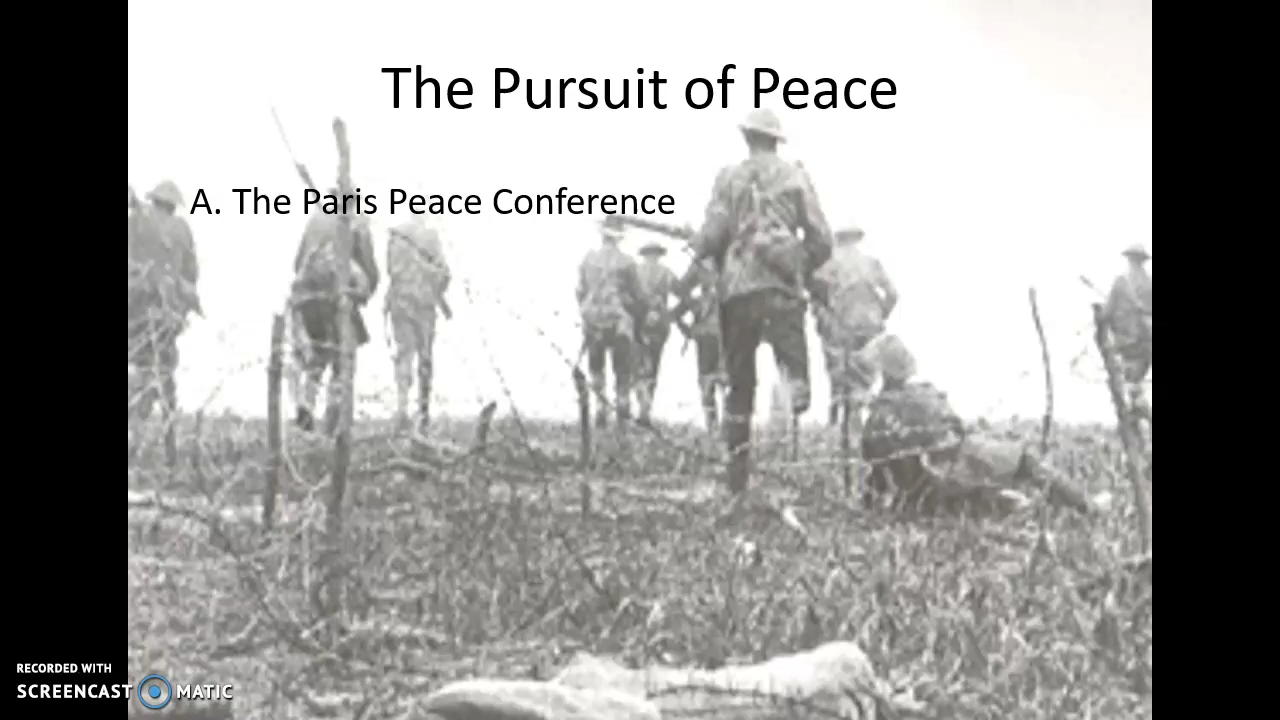 The Pursuit of Peace
A. The Paris Peace Conference
RECORDED WITH
SCREENCAST MATIC